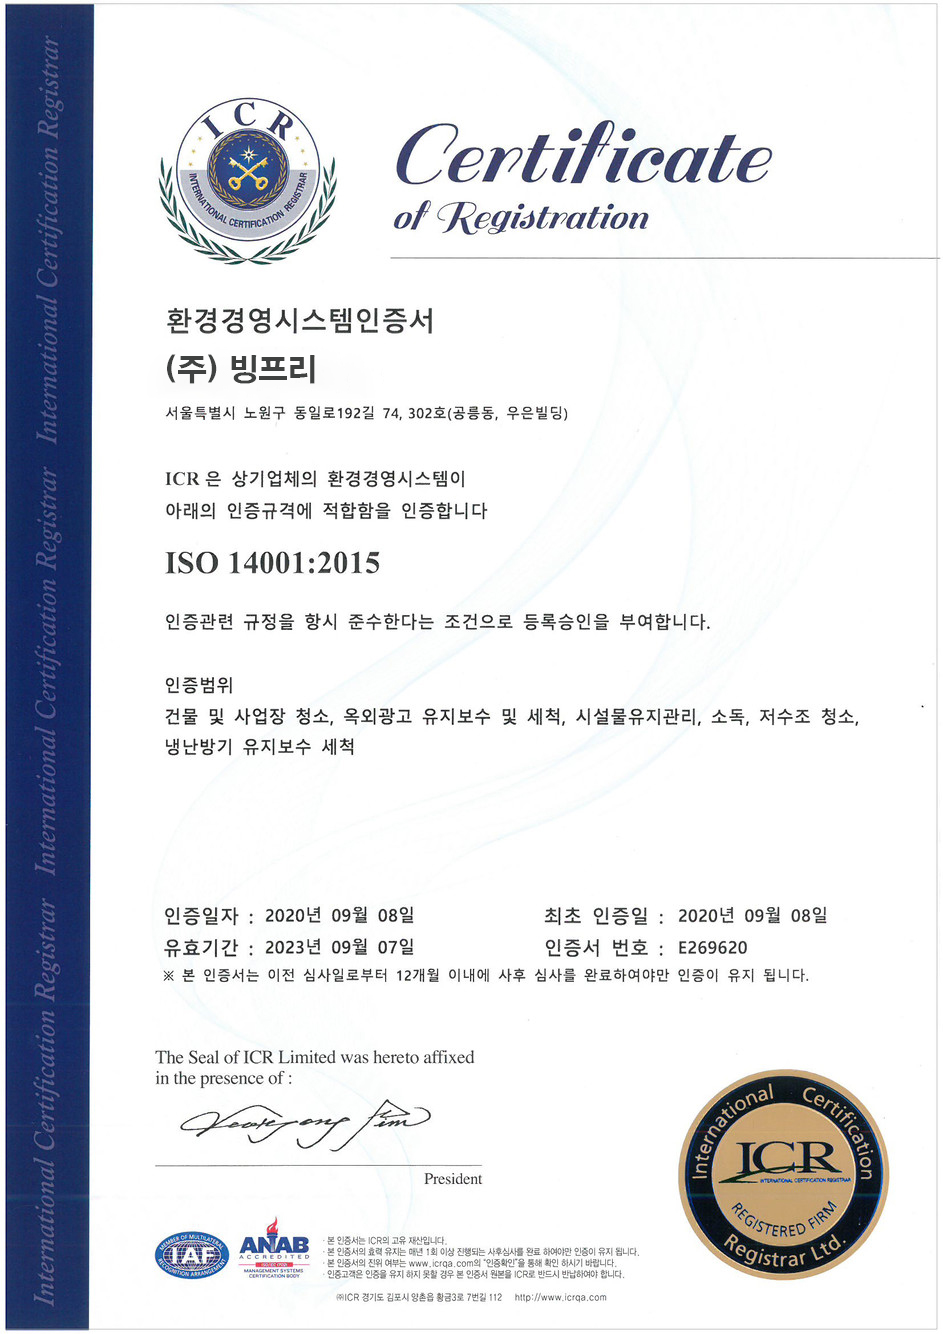 International Certification Registrar International Certification Registrar International Certification Registrar
ICR
INTERNATIONAL CERTIFICATION REGISTRAR
Certificate
of Registration
환경경영시스템인증서
(주) 빙프리
서울특별시 노원구 동일로192길 74, 302호(공릉동, 우은빌딩)
ICR 은 상기업체의 환경경영시스템이
아래의 인증규격에 적합함을 인증합니다
ISO 14001:2015
인증관련 규정을 항시 준수한다는 조건으로 등록승인을 부여합니다.
인증범위
건물 및 사업장 청소, 옥외광고 유지보수 및 세척, 시설물유지관리, 소독, 저수조 청소,
냉난방기 유지보수 세척
인증일자 : 2020년 09월 08일 최초 인증일 : 2020년 09월 08일
유효기간 : 2023년 09월 07일 인증서 번호 : E269620
※ 본 인증서는 이전 심사일로부터 12개월 이내에 사후 심사를 완료하여야만 인증이 유지 됩니다.
The Seal of ICR Limited was hereto affixed
in the presence of :
President
International Certification
ICR
INTERNATIONAL CERTIFICATION REGISTRAR
REGISTERED FIRM
Registrar Ltd.
MEMBER OF MULTILATERAL
IAF
RECOGNITION ARRANGEMENT
ANAB
ACCREDITED
MANAGEMENT SYSTEMS
CERTIFICATION BODY
· 본 인증서는 ICR의 고유 재산입니다.
· 본 인증서의 효력 유지는 매년 1회 이상 진행되는 사후심사를 완료 하여야만 인증이 유지 됩니다.
· 본 인증서의 진위 여부는 www.icrqa.com의 "인증확인"을 통해 확인 하시기 바랍니다.
· 인증고객은 인증을 유지 하지 못할 경우 본 인증서 원본을 ICR로 반드시 반납하여야 합니다.
㈜ICR 경기도 김포시 양촌읍 황금3로 7번길 112 http://www.icrqa.com